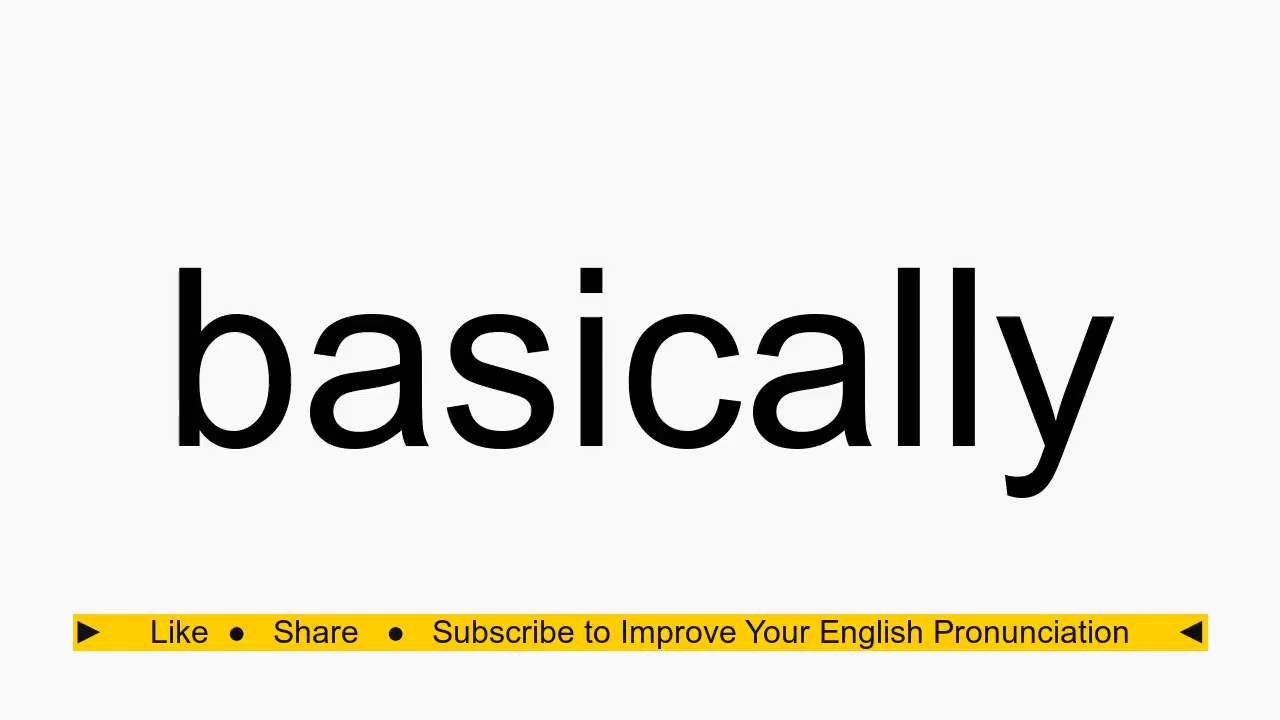 basically
▶ Like ● Share ● Subscribe to Improve Your English Pronunciation ◀